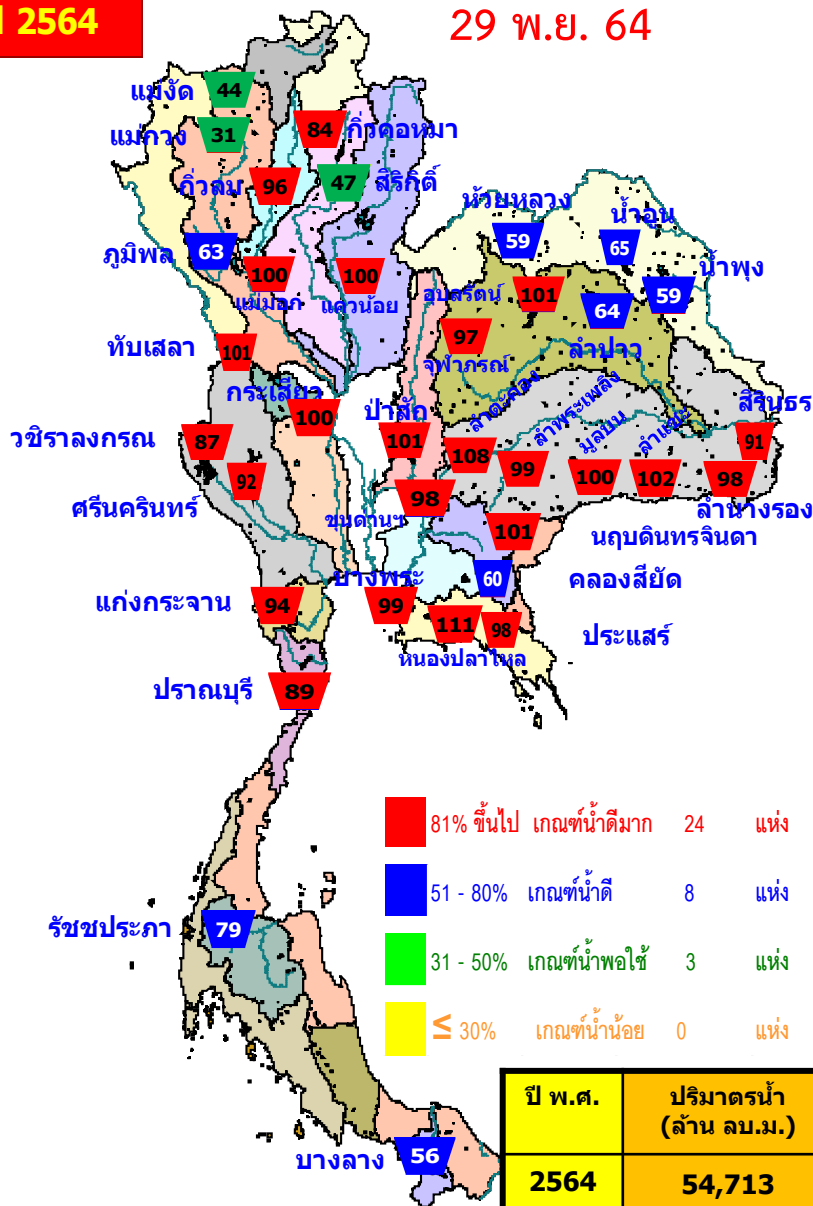 2564
29 พ.ย. 64
แม่งัด 44
แม่กวง 31
84 กิ่วคอหมา
กิ่วลม 96
47 สิริกิติ์
ห้วยหลวง
59
น้ำอูน
65
ภูมิพล 63
น้ำพุง
59
100
แม่มอก
100
แควน้อย
อุบลรัตน์ 101
64
ลำปาว
97
จุฬาภรณ์
ทับเสลา 101
กระเสียว
100
ป่าสัก
101
ลำตะคอง
108
ลำพระเพลิง
99
มูลบน
100
ลำแชะ
102
สิรินธร
91
98
ลำนางรอง
วชิราลงกรณ 87
92
ศรีนครินทร์
98
ขุนด่านฯ
101
นฤบดินทรจินดา
บางพระ
99
60
คลองสียัด
แก่งกระจาน 94
111
หนองปลาไหล
98
ประแสร์
ปราณบุรี 89
81% ขึ้นไป เกณฑ์น้ำดีมาก 24 แห่ง
51 - 80% เกณฑ์น้ำดี 8 แห่ง
รัชชประภา 79
31 - 50% เกณฑ์น้ำพอใช้ 3 แห่ง
≤ 30% เกณฑ์น้ำน้อย 0 แห่ง
ปี พ.ศ. ปริมาตรน้ำ
(ล้าน ลบ.ม.)
บางลาง 56
2564 54,713